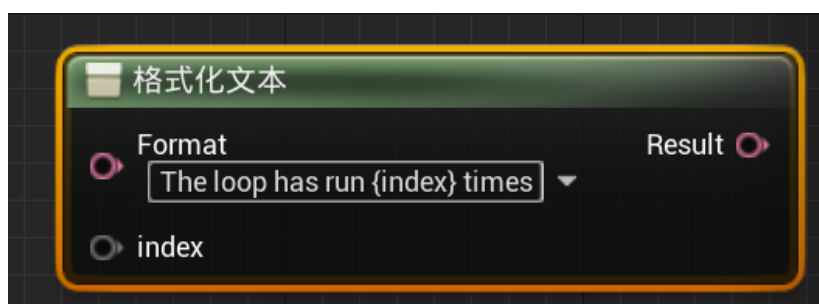 格式化文本
Format
Result
The loop has run {index} times
index